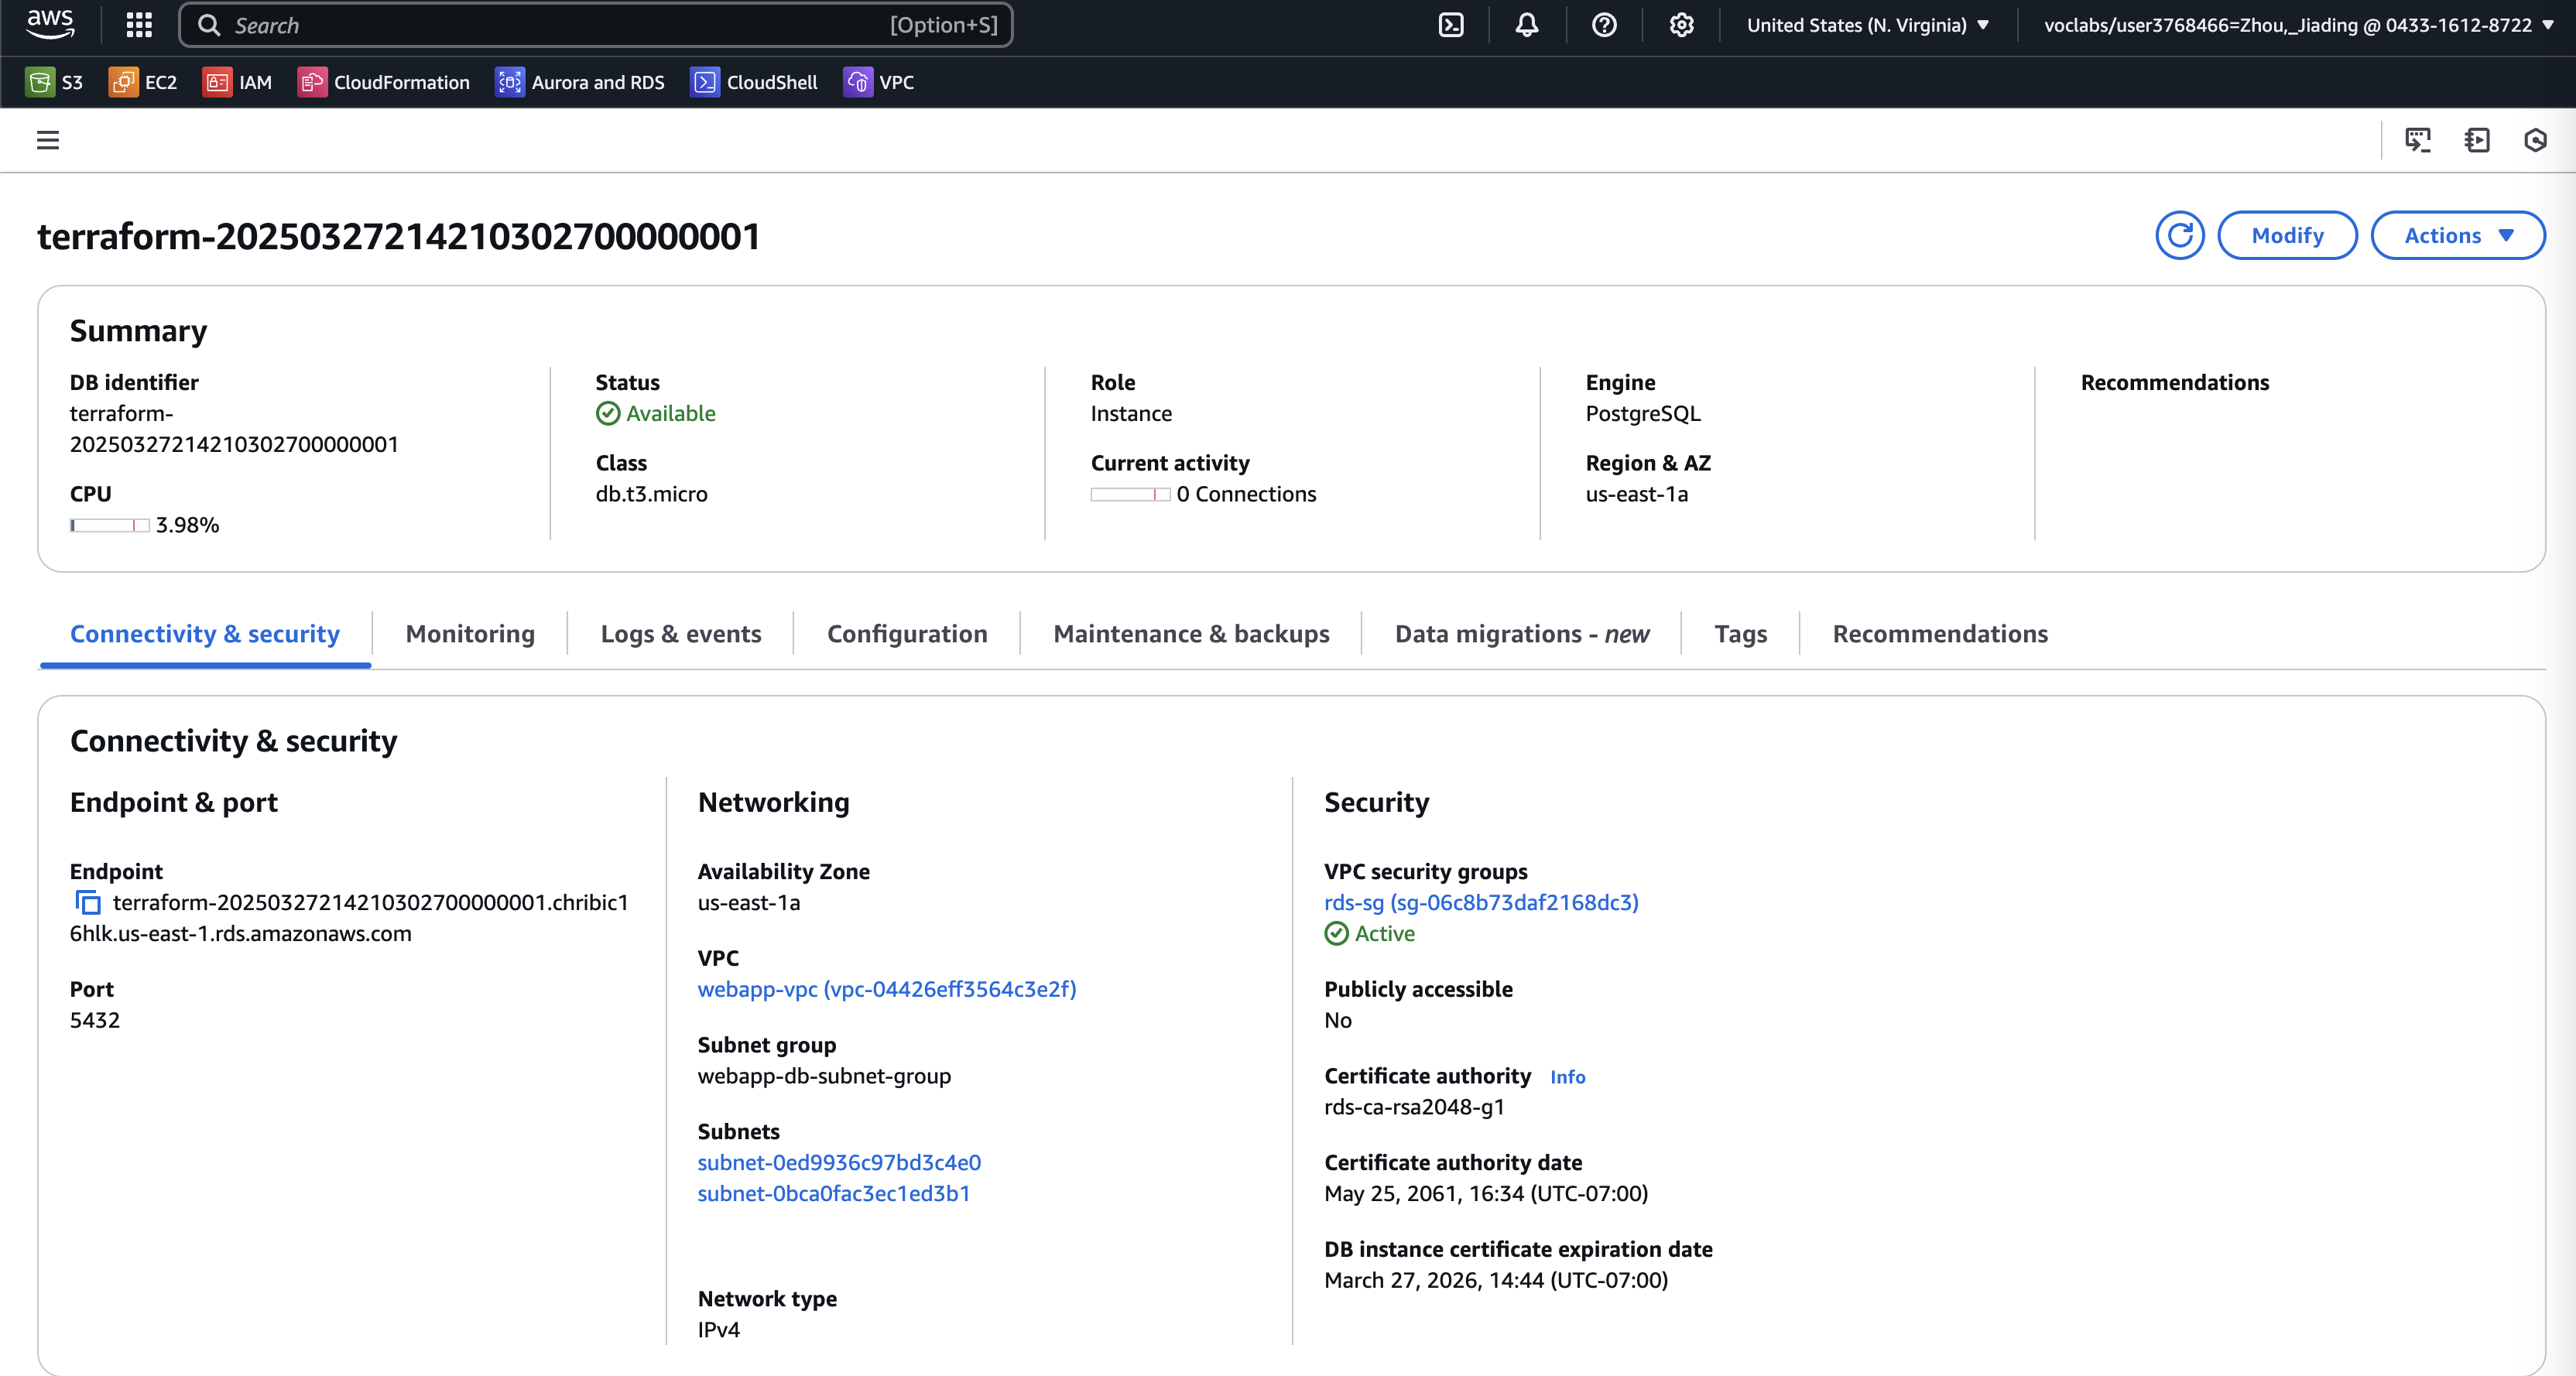 aws
Search [Option+S]
United States (N. Virginia)
voclabs/user3768466=Zhou,_Jiading @ 0433-1612-8722
S3 EC2 IAM CloudFormation Aurora and RDS CloudShell VPC
terraform-20250327214210302700000001
Modify
Actions
Summary
DB identifier
terraform-
20250327214210302700000001
CPU
3.98%
Status
Available
Class
db.t3.micro
Role
Instance
Current activity
0 Connections
Engine
PostgreSQL
Region & AZ
us-east-1a
Recommendations
Connectivity & security
Monitoring
Logs & events
Configuration
Maintenance & backups
Data migrations - new
Tags
Recommendations
Connectivity & security
Endpoint & port
Endpoint
terraform-20250327214210302700000001.chribic1
6hlk.us-east-1.rds.amazonaws.com
Port
5432
Networking
Availability Zone
us-east-1a
VPC
webapp-vpc (vpc-04426eff3564c3e2f)
Subnet group
webapp-db-subnet-group
Subnets
subnet-0ed9936c97bd3c4e0
subnet-0bca0fac3ec1ed3b1
Network type
IPv4
Security
VPC security groups
rds-sg (sg-06c8b73daf2168dc3)
Active
Publicly accessible
No
Certificate authority Info
rds-ca-rsa2048-g1
Certificate authority date
May 25, 2061, 16:34 (UTC-07:00)
DB instance certificate expiration date
March 27, 2026, 14:44 (UTC-07:00)